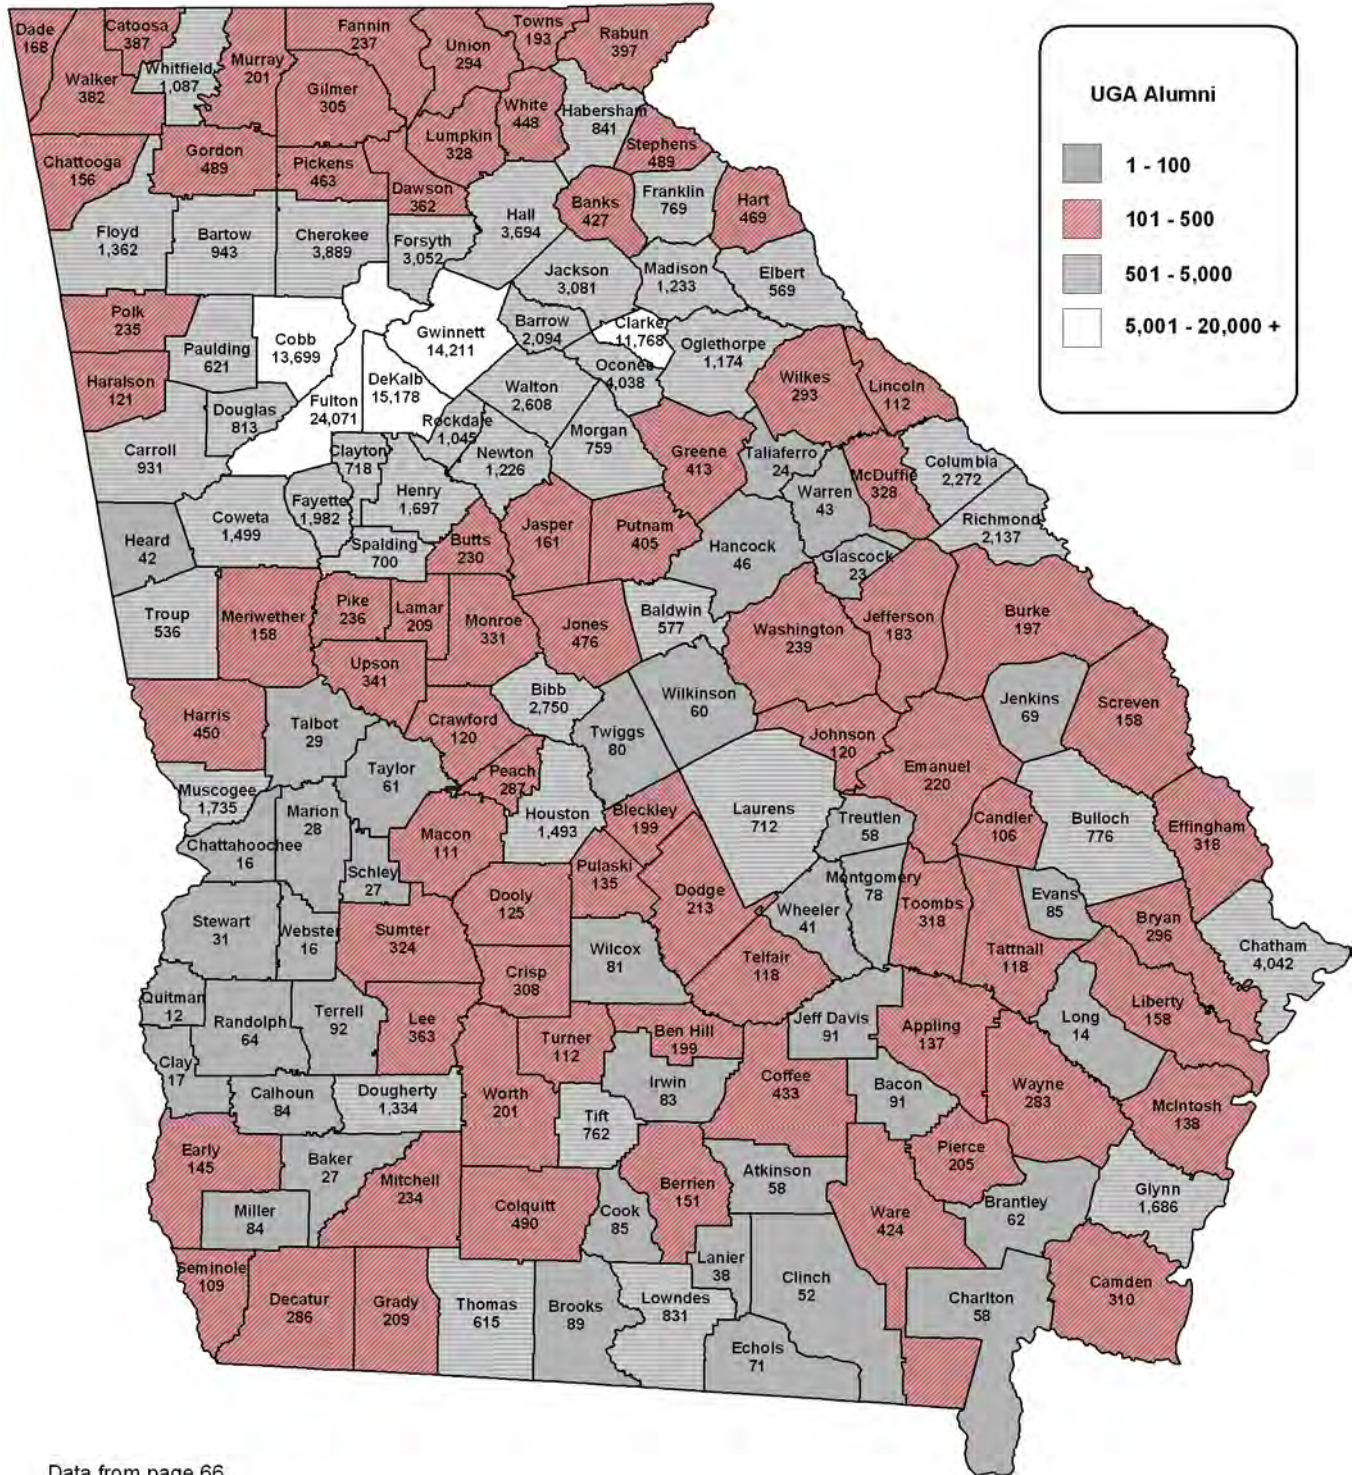 Dade
168
Catoosa
387
Walker
382
Whitfield
1,087
Murray
201
Fannin
237
Gilmer
305
Union
294
Towns
193
Rabun
397
White
448
Habersham
841
Lumpkin
328
Stephens
489
Chattooga
156
Gordon
489
Pickens
463
Dawson
362
Hall
3,694
Banks
427
Franklin
769
Hart
469
Floyd
1,362
Bartow
943
Cherokee
3,889
Forsyth
3,052
Jackson
3,081
Madison
1,233
Elbert
569
Polk
235
Paulding
621
Cobb
13,699
Gwinnett
14,211
Barrow
2,094
Clarke
11,768
Oglethorpe
1,174
Oconee
4,038
Haralson
121
Douglas
813
Fulton
24,071
DeKalb
15,178
Rockdale
1,045
Walton
2,608
Wilkes
293
Lincoln
112
Carroll
931
Clayton
718
Newton
1,226
Morgan
759
Greene
413
Taliaferro
24
McDuffie
328
Columbia
2,272
Warren
43
Richmond
2,137
Heard
42
Coweta
1,499
Fayette
1,982
Henry
1,697
Spalding
700
Butts
230
Jasper
161
Putnam
405
Hancock
46
Glascock
23
Troup
536
Meriwether
158
Pike
236
Lamar
209
Monroe
331
Jones
476
Baldwin
577
Washington
239
Jefferson
183
Burke
197
Upson
341
Bibb
2,750
Wilkinson
60
Jenkins
69
Screven
158
Harris
450
Talbot
29
Crawford
120
Twiggs
80
Johnson
120
Emanuel
220
Taylor
61
Peach
287
Muscogee
1,735
Marion
28
Macon
111
Houston
1,493
Bleckley
199
Laurens
712
Treutlen
58
Candler
106
Bulloch
776
Effingham
318
Chattahoochee
16
Schley
27
Pulaski
135
Dodge
213
Montgomery
78
Toombs
318
Evans
85
Bryan
296
Stewart
31
Webster
16
Sumter
324
Dooly
125
Wilcox
81
Wheeler
41
Tattnall
118
Chatham
4,042
Crisp
308
Telfair
118
Quitman
12
Randolph
64
Terrell
92
Lee
363
Turner
112
Ben Hill
199
Jeff Davis
91
Appling
137
Long
14
Liberty
158
Clay
17
Calhoun
84
Dougherty
1,334
Worth
201
Tift
762
Irwin
83
Coffee
433
Bacon
91
Wayne
283
McIntosh
138
Early
145
Baker
27
Mitchell
234
Colquitt
490
Cook
85
Berrien
151
Atkinson
58
Pierce
205
Brantley
62
Glynn
1,686
Miller
84
Ware
424
Lanier
38
Clinch
52
Seminole
109
Decatur
286
Grady
209
Thomas
615
Brooks
89
Lowndes
831
Echols
71
Charlton
58
Camden
310
UGA Alumni
1 - 100
101 - 500
501 - 5,000
5,001 - 20,000 +
Data from page 66